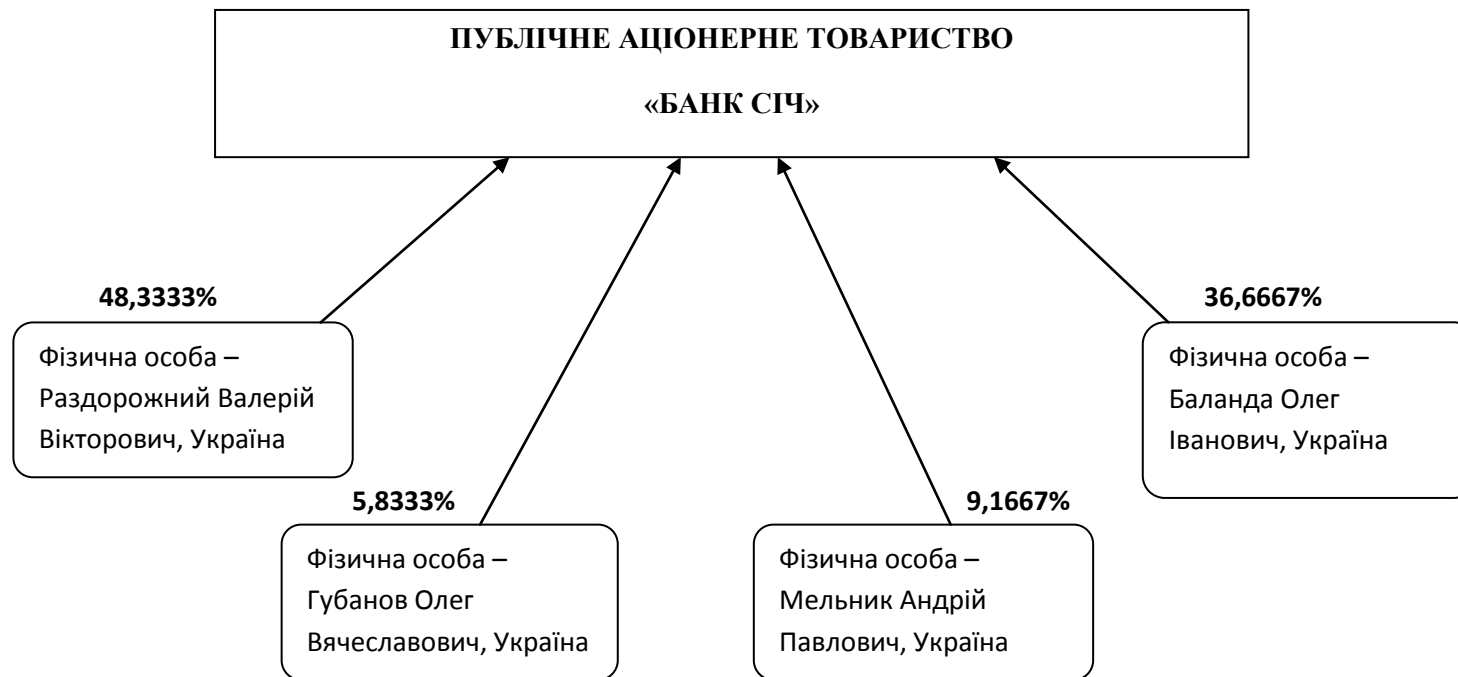 ПУБЛІЧНЕ АЦІОНЕРНЕ ТОВАРИСТВО
«БАНК СІЧ»
48,3333%
Фізична особа –
Раздорожний Валерій
Вікторович, Україна
5,8333%
Фізична особа –
Губанов Олег
Вячеславович, Україна
9,1667%
Фізична особа –
Мельник Андрій
Павлович, Україна
36,6667%
Фізична особа –
Баланда Олег
Іванович, Україна